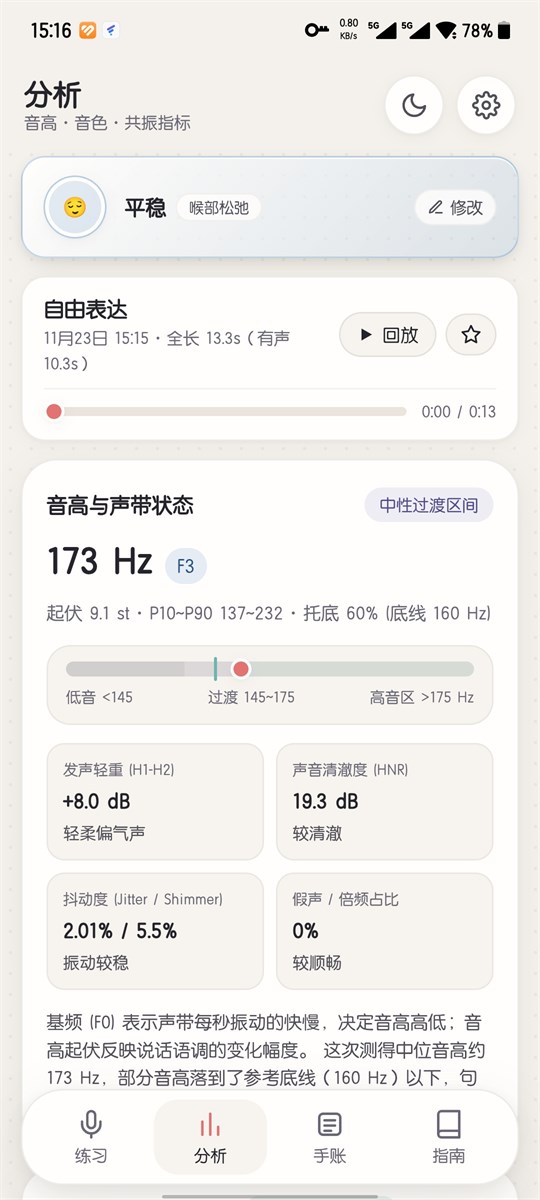 15:16 0.80 KB/s 5G 5G 78%
分析
音高・音色・共振指标
平稳 喉部松弛 修改
自由表达
11月23日 15:15・全长 13.3s（有声
10.3s）
回放
0:00 / 0:13
音高与声带状态 中性过渡区间
173 Hz F3
起伏 9.1 st・P10~P90 137~232・托底 60% (底线 160 Hz)
低音 <145 过渡 145~175 高音区 >175 Hz
发声轻重 (H1-H2)
+8.0 dB
轻柔偏气声
声音清澈度 (HNR)
19.3 dB
较清澈
抖动度 (Jitter / Shimmer)
2.01% / 5.5%
振动较稳
假声 / 倍频占比
0%
较顺畅
基频 (F0) 表示声带每秒振动的快慢，决定音高高低；音
高起伏反映说话语调的变化幅度。 这次测得中位音高约
173 Hz，部分音高落到了参考底线（160 Hz）以下，句
练习 分析 手账 指南